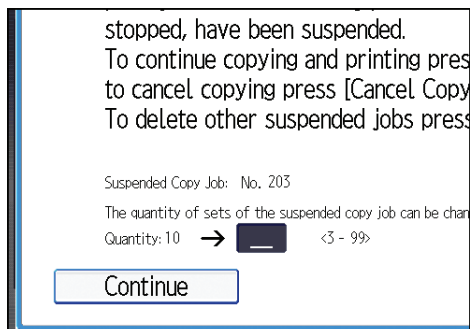 stopped, have been suspended.
To continue copying and printing pres
to cancel copying press [Cancel Copy
To delete other suspended jobs press
Suspended Copy Job: No. 203
The quantity of sets of the suspended copy job can be chan
Quantity: 10 → __ <3 - 99>
Continue